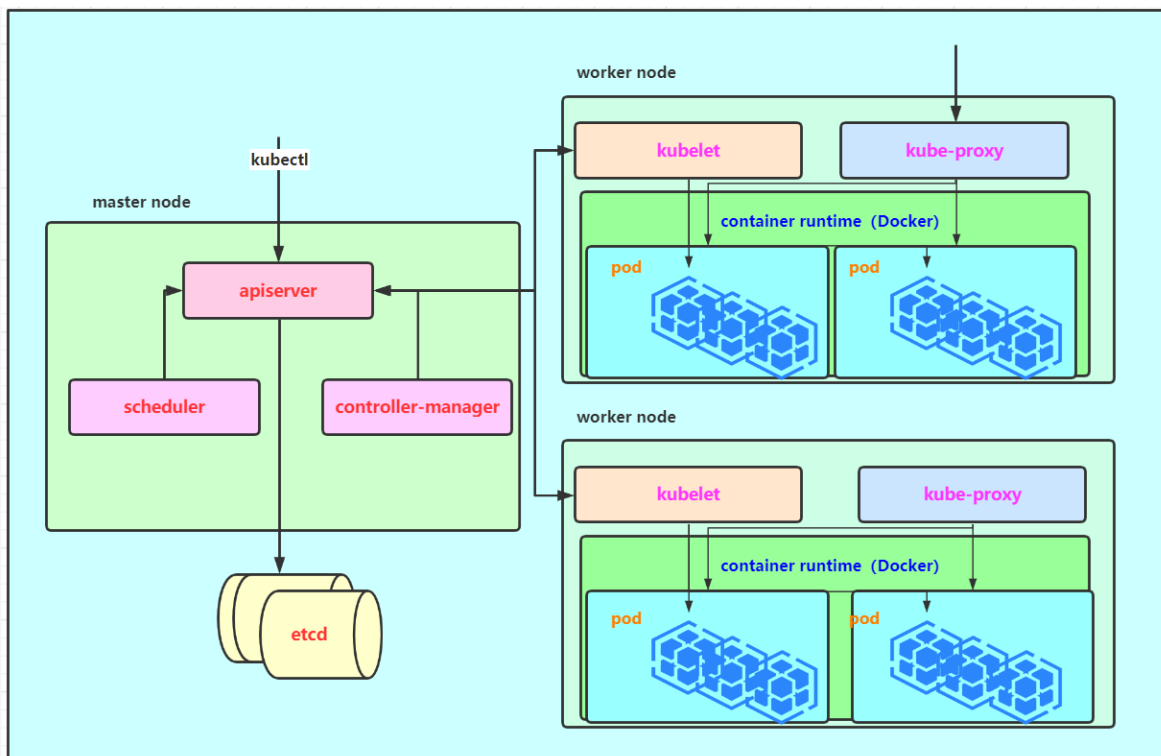 kubectl
master node
apiserver
scheduler
controller-manager
etcd
worker node
kubelet
kube-proxy
container runtime（Docker）
pod
pod
worker node
kubelet
kube-proxy
container runtime（Docker）
pod
pod